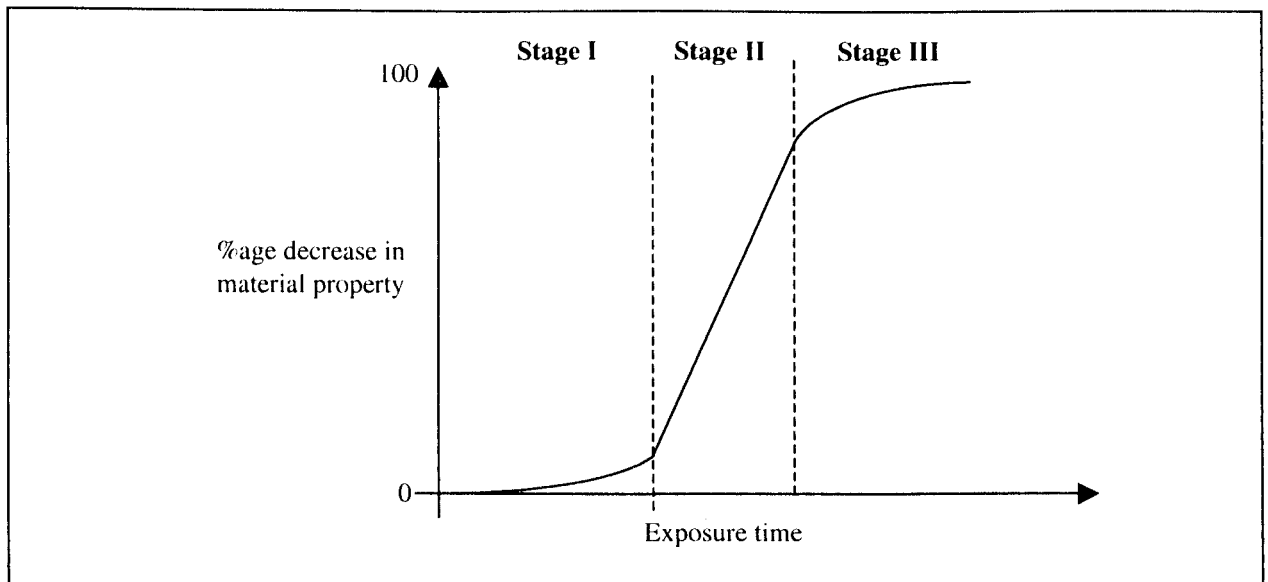 Stage I
Stage II
Stage III
100
%age decrease in
material property
0
Exposure time